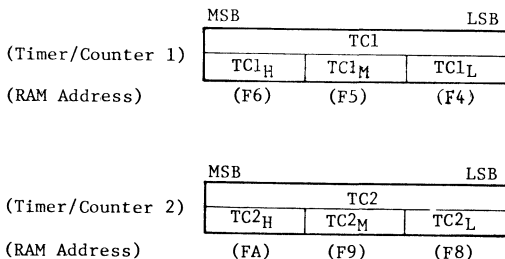 MSB LSB
(Timer/Counter 1) TC1
TC1H TC1M TC1L
(RAM Address) (F6) (F5) (F4)
MSB LSB
(Timer/Counter 2) TC2
TC2H TC2M TC2L
(RAM Address) (FA) (F9) (F8)